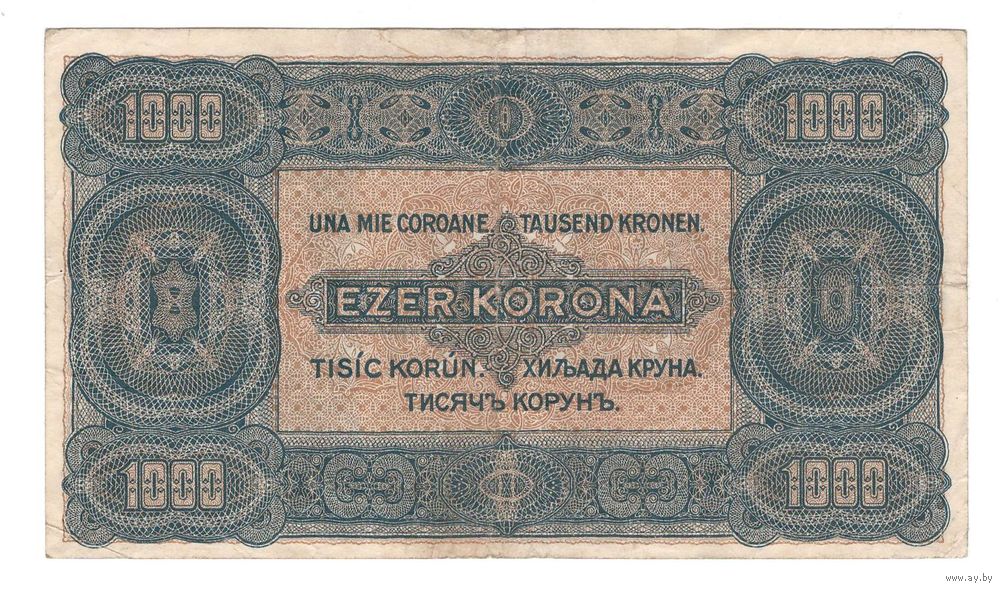 1000 1000
UNA MIE COROANE. TAUSEND KRONEN.
EZER KORONA
TISÍC KORÚN. ХИЉАДА КРУНА.
ТИСЯЧЪ КОРУНЪ.
1000 1000
www.ay.by